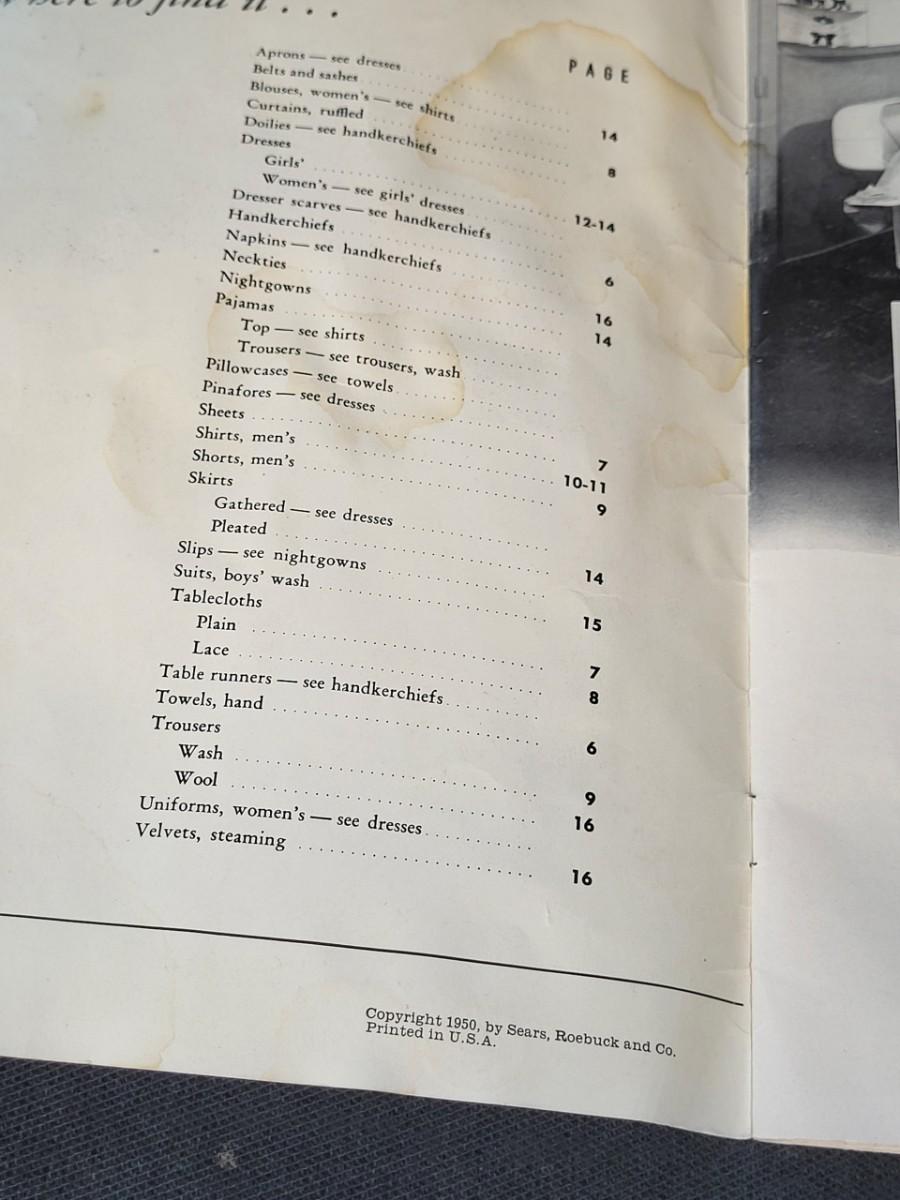 to find it . . .
PAGE
Aprons — see dresses
Belts and sashes 14
Blouses, women's — see shirts
Curtains, ruffled 8
Doilies — see handkerchiefs
Dresses
Girls' 12-14
Women's — see girls' dresses
Dresser scarves — see handkerchiefs
Handkerchiefs 6
Napkins — see handkerchiefs
Neckties 16
Nightgowns 14
Pajamas
Top — see shirts
Trousers — see trousers, wash
Pillowcases — see towels
Pinafores — see dresses
Sheets 7
Shirts, men's 10-11
Shorts, men's 9
Skirts
Gathered — see dresses
Pleated 14
Slips — see nightgowns
Suits, boys' wash 15
Tablecloths
Plain 7
Lace 8
Table runners — see handkerchiefs
Towels, hand 6
Trousers
Wash 9
Wool 16
Uniforms, women's — see dresses
Velvets, steaming 16
Copyright 1950, by Sears, Roebuck and Co.
Printed in U.S.A.